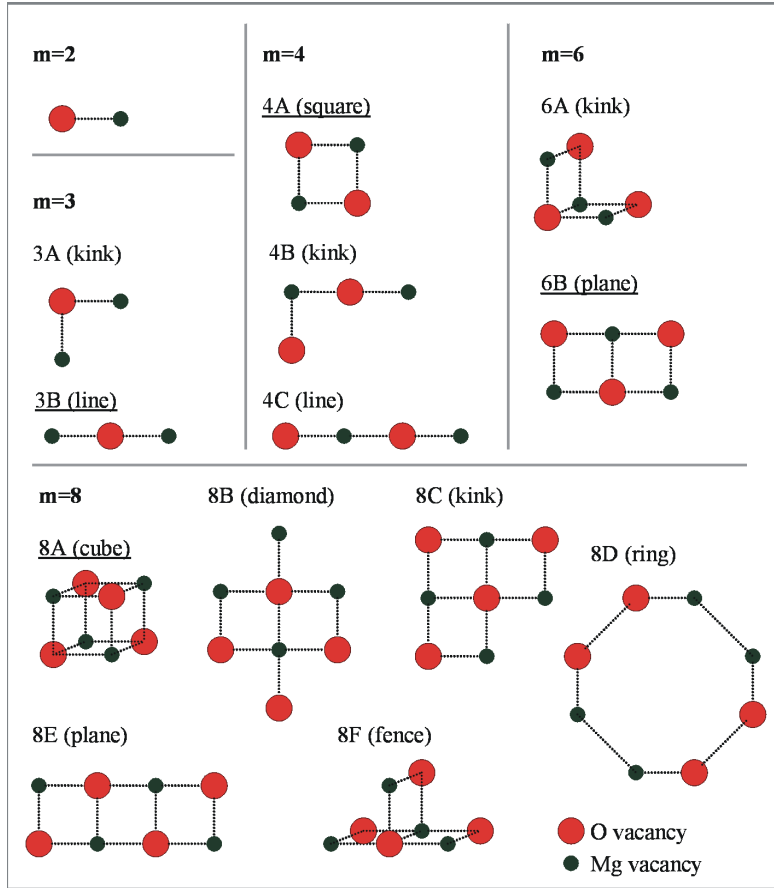 m=2
m=3
3A (kink)
3B (line)
m=4
4A (square)
4B (kink)
4C (line)
m=6
6A (kink)
6B (plane)
m=8
8A (cube)
8B (diamond)
8C (kink)
8D (ring)
8E (plane)
8F (fence)
O vacancy
Mg vacancy